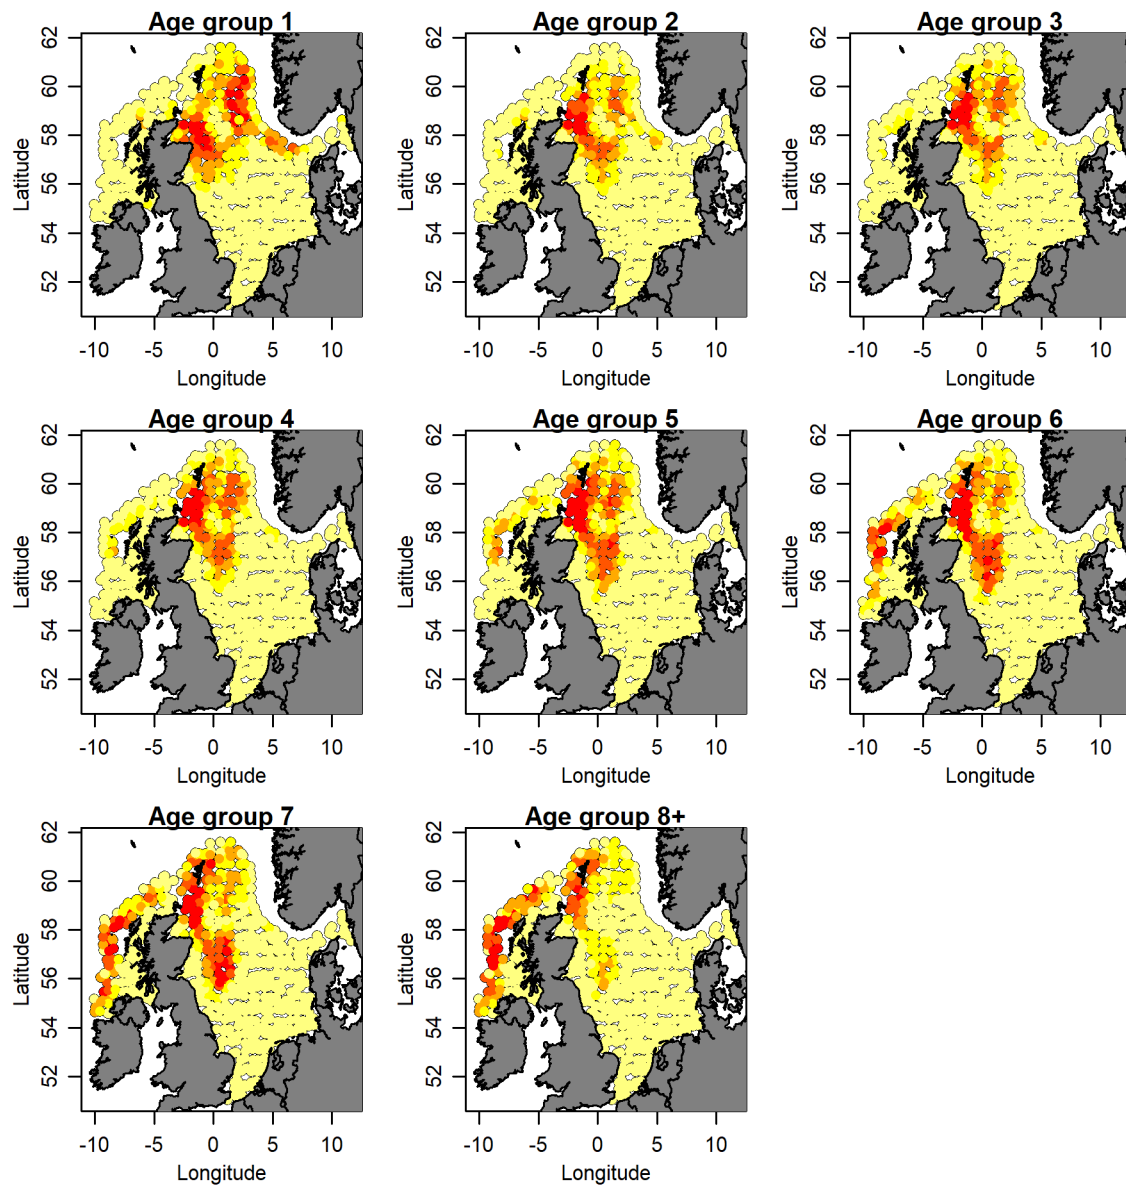 Age group 1
Age group 2
Age group 3
62
60
58
56
54
52
Latitude
-10 -5 0 5 10
Longitude
62
60
58
56
54
52
Latitude
-10 -5 0 5 10
Longitude
62
60
58
56
54
52
Latitude
-10 -5 0 5 10
Longitude
Age group 4
Age group 5
Age group 6
62
60
58
56
54
52
Latitude
-10 -5 0 5 10
Longitude
62
60
58
56
54
52
Latitude
-10 -5 0 5 10
Longitude
62
60
58
56
54
52
Latitude
-10 -5 0 5 10
Longitude
Age group 7
Age group 8+
62
60
58
56
54
52
Latitude
-10 -5 0 5 10
Longitude
62
60
58
56
54
52
Latitude
-10 -5 0 5 10
Longitude